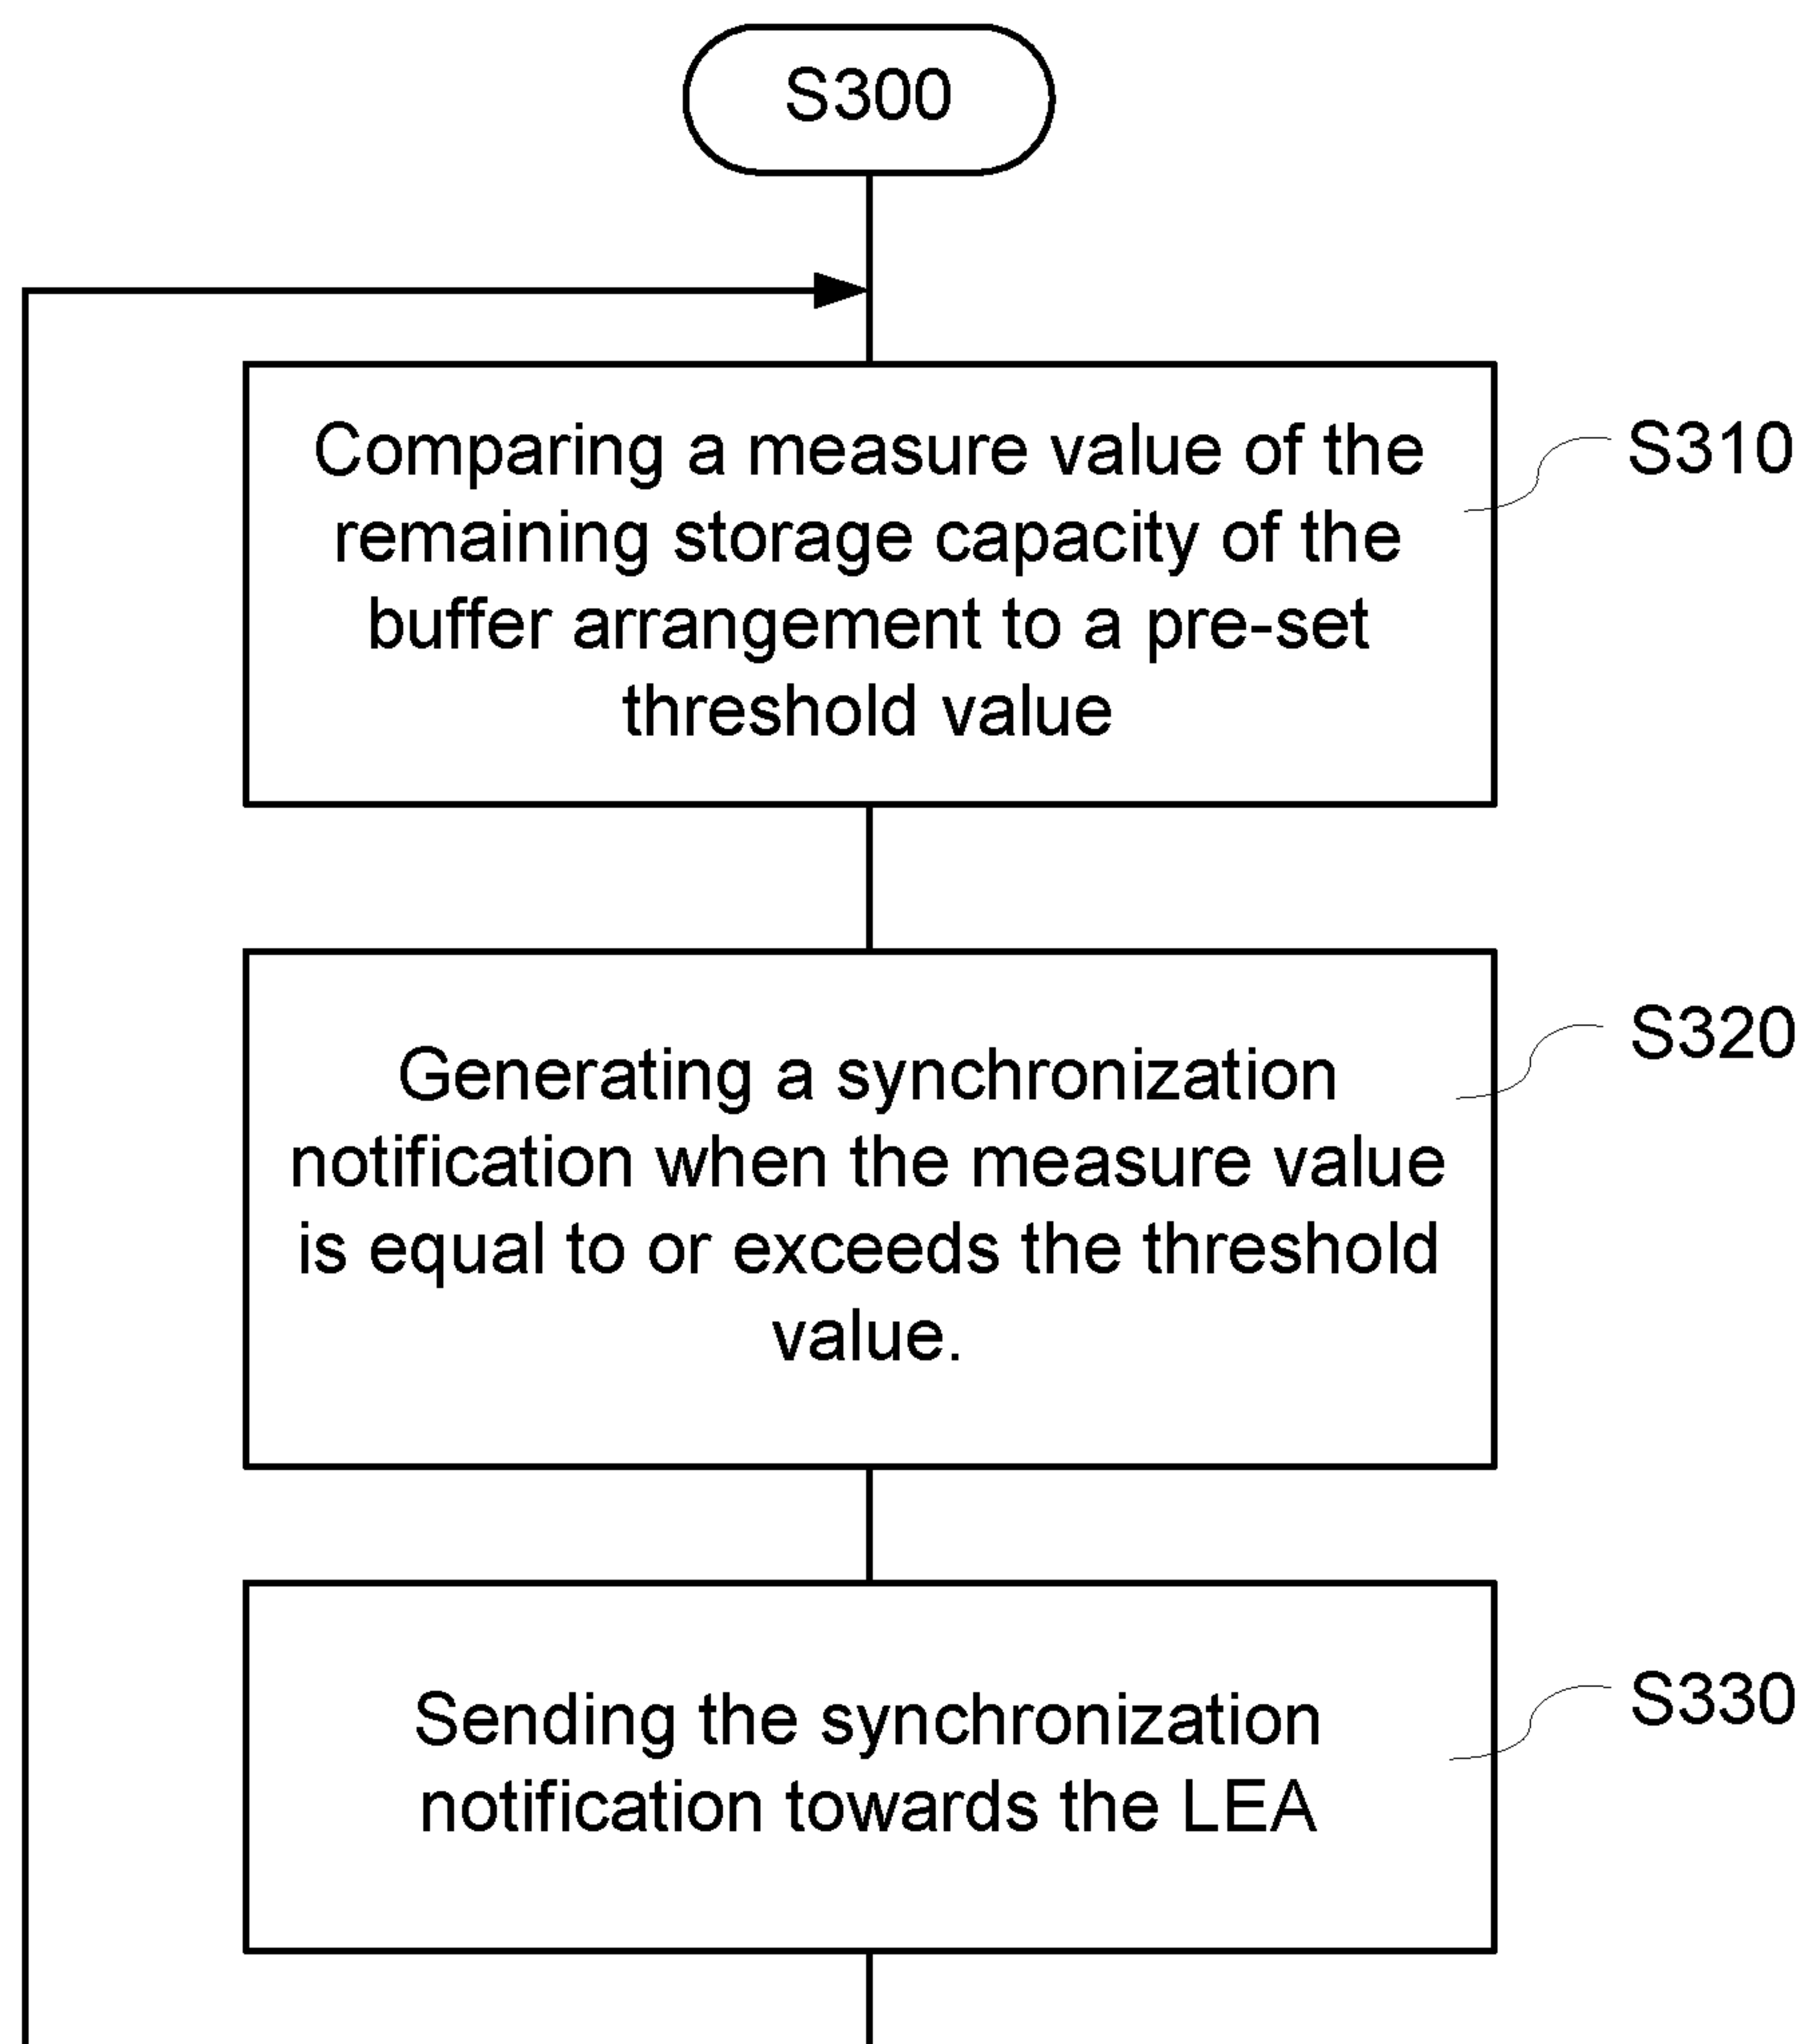 S300
Comparing a measure value of the
remaining storage capacity of the
buffer arrangement to a pre-set
threshold value
S310
Generating a synchronization
notification when the measure value
is equal to or exceeds the threshold
value.
S320
Sending the synchronization
notification towards the LEA
S330